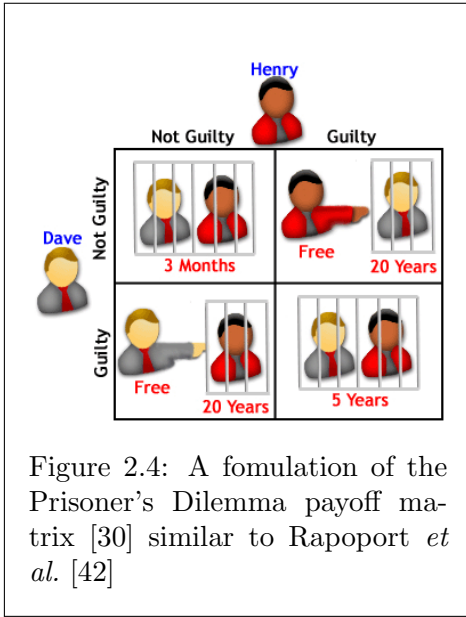 Henry
Not Guilty Guilty
Dave
Not Guilty
3 Months
Free
20 Years
Guilty
Free
20 Years
5 Years
Figure 2.4: A fomulation of the
Prisoner's Dilemma payoff ma-
trix [30] similar to Rapoport et
al. [42]